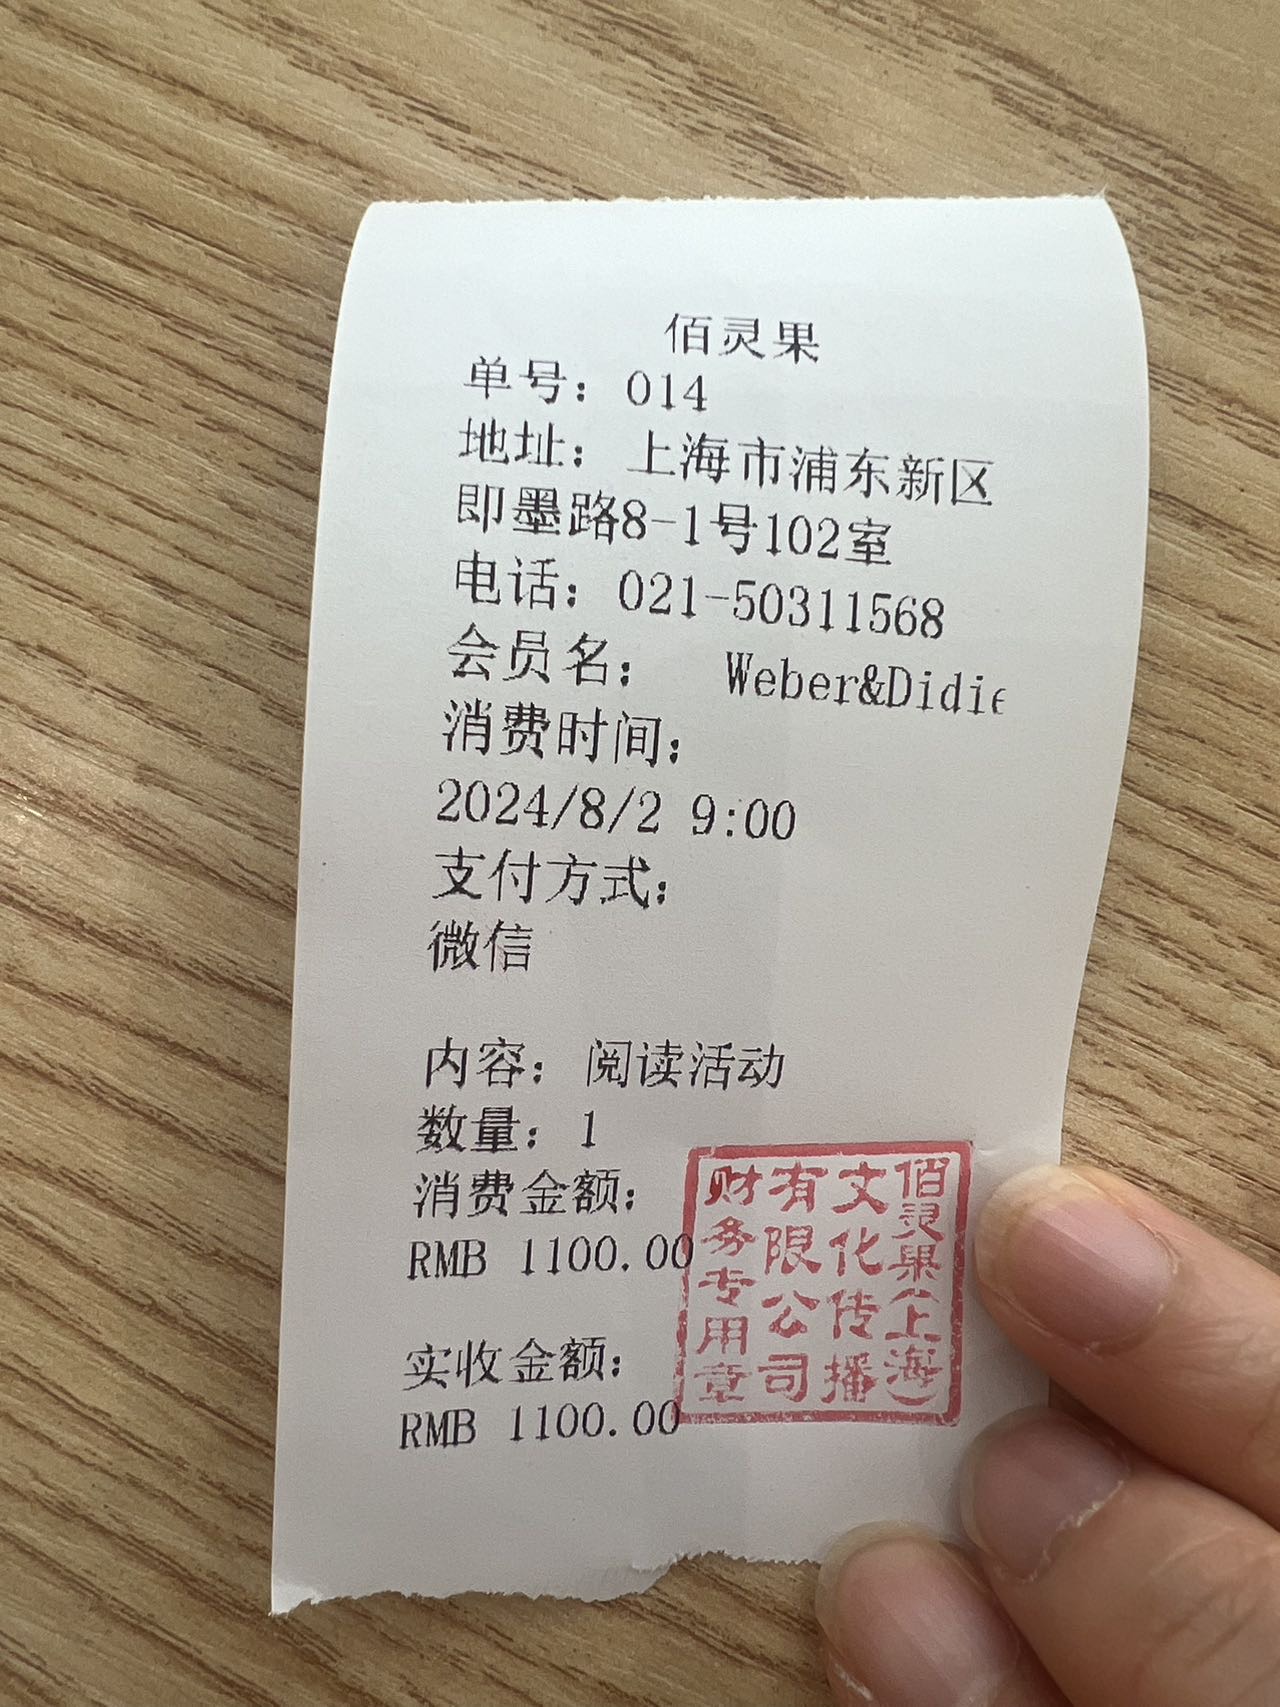 佰灵果
单号：014
地址：上海市浦东新区
即墨路8-1号102室
电话：021-50311568
会员名： Weber&Didie
消费时间：
2024/8/2 9:00
支付方式：
微信
内容：阅读活动
数量：1
消费金额：
RMB 1100.00
实收金额：
RMB 1100.00
佰灵果（上海）
文化传播
有限公司
财务专用章